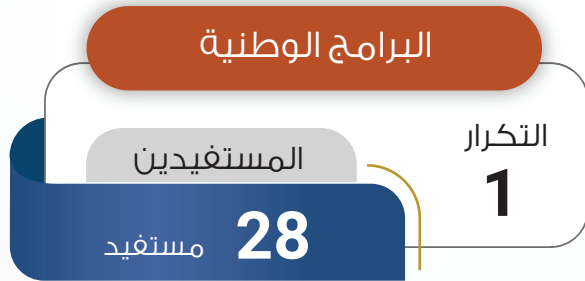 البرامج الوطنية
التكرار
1
المستفيدين
28 مستفيد